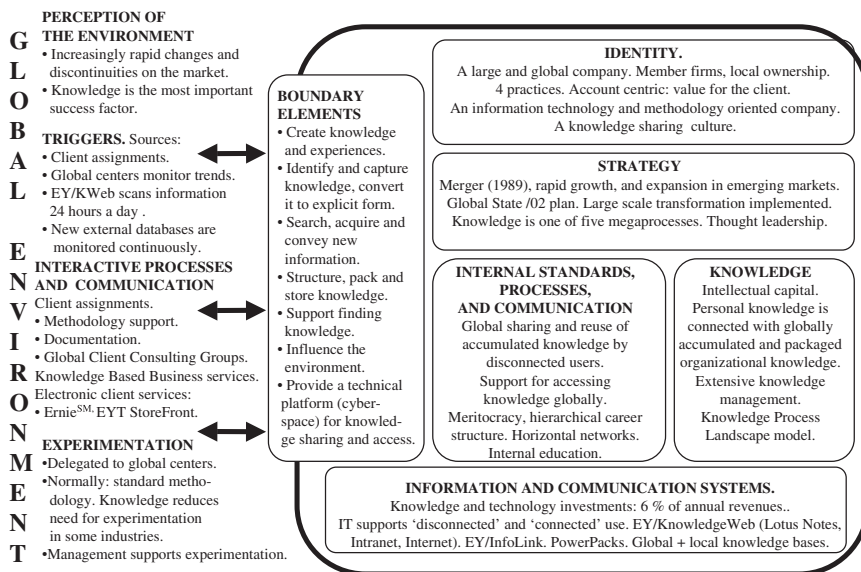 GLOBAL ENVIRONMENT
PERCEPTION OF
THE ENVIRONMENT
• Increasingly rapid changes and
discontinuities on the market.
• Knowledge is the most important
success factor.
TRIGGERS. Sources:
• Client assignments.
• Global centers monitor trends.
• EY/KWeb scans information
24 hours a day .
• New external databases are
monitored continuously.
INTERACTIVE PROCESSES
AND COMMUNICATION
Client assignments.
• Methodology support.
• Documentation.
• Global Client Consulting Groups.
Knowledge Based Business services.
Electronic client services:
• Ernie℠, EYT StoreFront.
EXPERIMENTATION
•Delegated to global centers.
•Normally: standard metho-
dology. Knowledge reduces
need for experimentation
in some industries.
•Management supports experimentation.
BOUNDARY
ELEMENTS
• Create knowledge
and experiences.
• Identify and capture
knowledge, convert
it to explicit form.
• Search, acquire and
convey new
information.
• Structure, pack and
store knowledge.
• Support finding
knowledge.
• Influence the
environment.
• Provide a technical
platform (cyber-
space) for knowled-
ge sharing and access.
IDENTITY.
A large and global company. Member firms, local ownership.
4 practices. Account centric: value for the client.
An information technology and methodology oriented company.
A knowledge sharing culture.
STRATEGY
Merger (1989), rapid growth, and expansion in emerging markets.
Global State /02 plan. Large scale transformation implemented.
Knowledge is one of five megaprocesses. Thought leadership.
INTERNAL STANDARDS,
PROCESSES,
AND COMMUNICATION
Global sharing and reuse of
accumulated knowledge by
disconnected users.
Support for accessing
knowledge globally.
Meritocracy, hierarchical career
structure. Horizontal networks.
Internal education.
KNOWLEDGE
Intellectual capital.
Personal knowledge is
connected with globally
accumulated and packaged
organizational knowledge.
Extensive knowledge
management.
Knowledge Process
Landscape model.
INFORMATION AND COMMUNICATION SYSTEMS.
Knowledge and technology investments: 6 % of annual revenues..
IT supports ‘disconnected’ and ‘connected’ use. EY/KnowledgeWeb (Lotus Notes,
Intranet, Internet). EY/InfoLink. PowerPacks. Global + local knowledge bases.